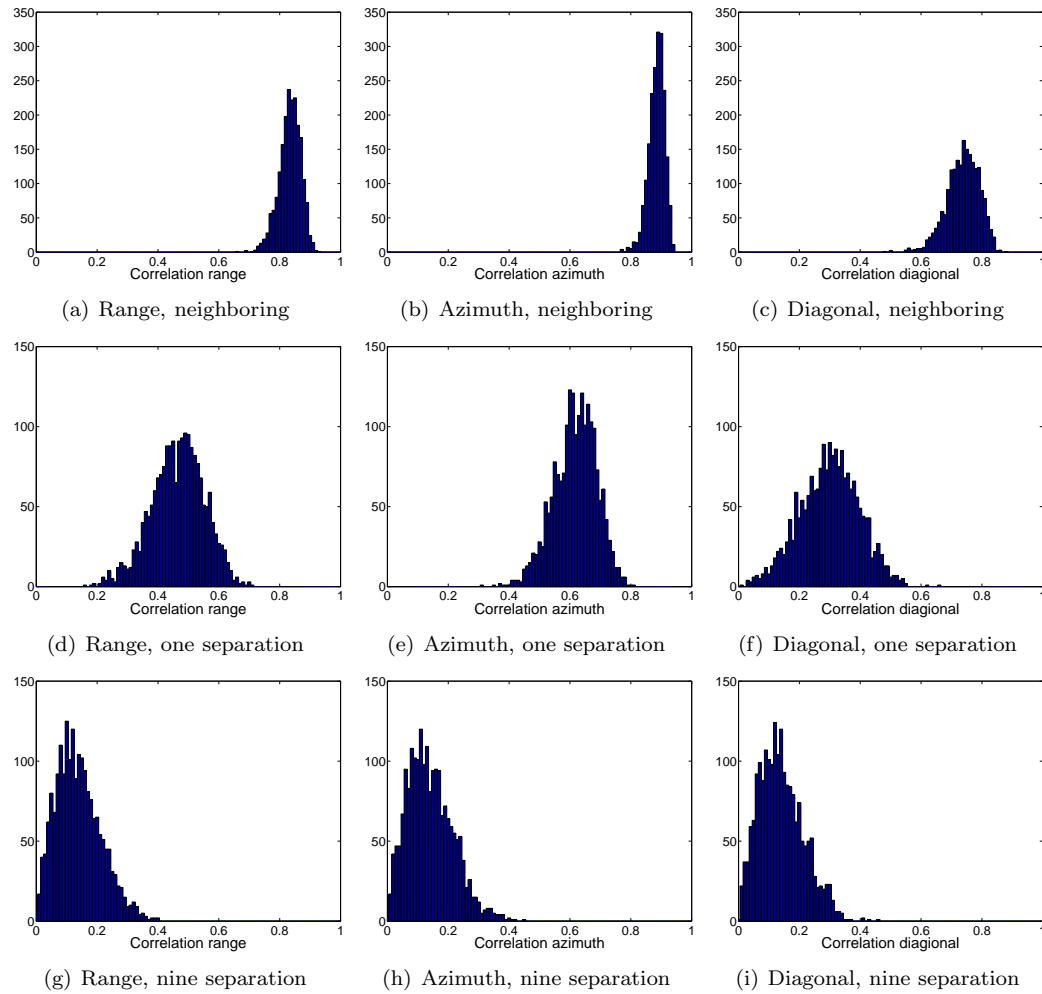 350
300
250
200
150
100
50
0
0 0.2 0.4 0.6 0.8 1
Correlation range
(a) Range, neighboring
350
300
250
200
150
100
50
0
0 0.2 0.4 0.6 0.8 1
Correlation azimuth
(b) Azimuth, neighboring
350
300
250
200
150
100
50
0
0 0.2 0.4 0.6 0.8 1
Correlation diagonal
(c) Diagonal, neighboring
150
100
50
0
0 0.2 0.4 0.6 0.8 1
Correlation range
(d) Range, one separation
150
100
50
0
0 0.2 0.4 0.6 0.8 1
Correlation azimuth
(e) Azimuth, one separation
150
100
50
0
0 0.2 0.4 0.6 0.8 1
Correlation diagonal
(f) Diagonal, one separation
150
100
50
0
0 0.2 0.4 0.6 0.8 1
Correlation range
(g) Range, nine separation
150
100
50
0
0 0.2 0.4 0.6 0.8 1
Correlation azimuth
(h) Azimuth, nine separation
150
100
50
0
0 0.2 0.4 0.6 0.8 1
Correlation diagonal
(i) Diagonal, nine separation